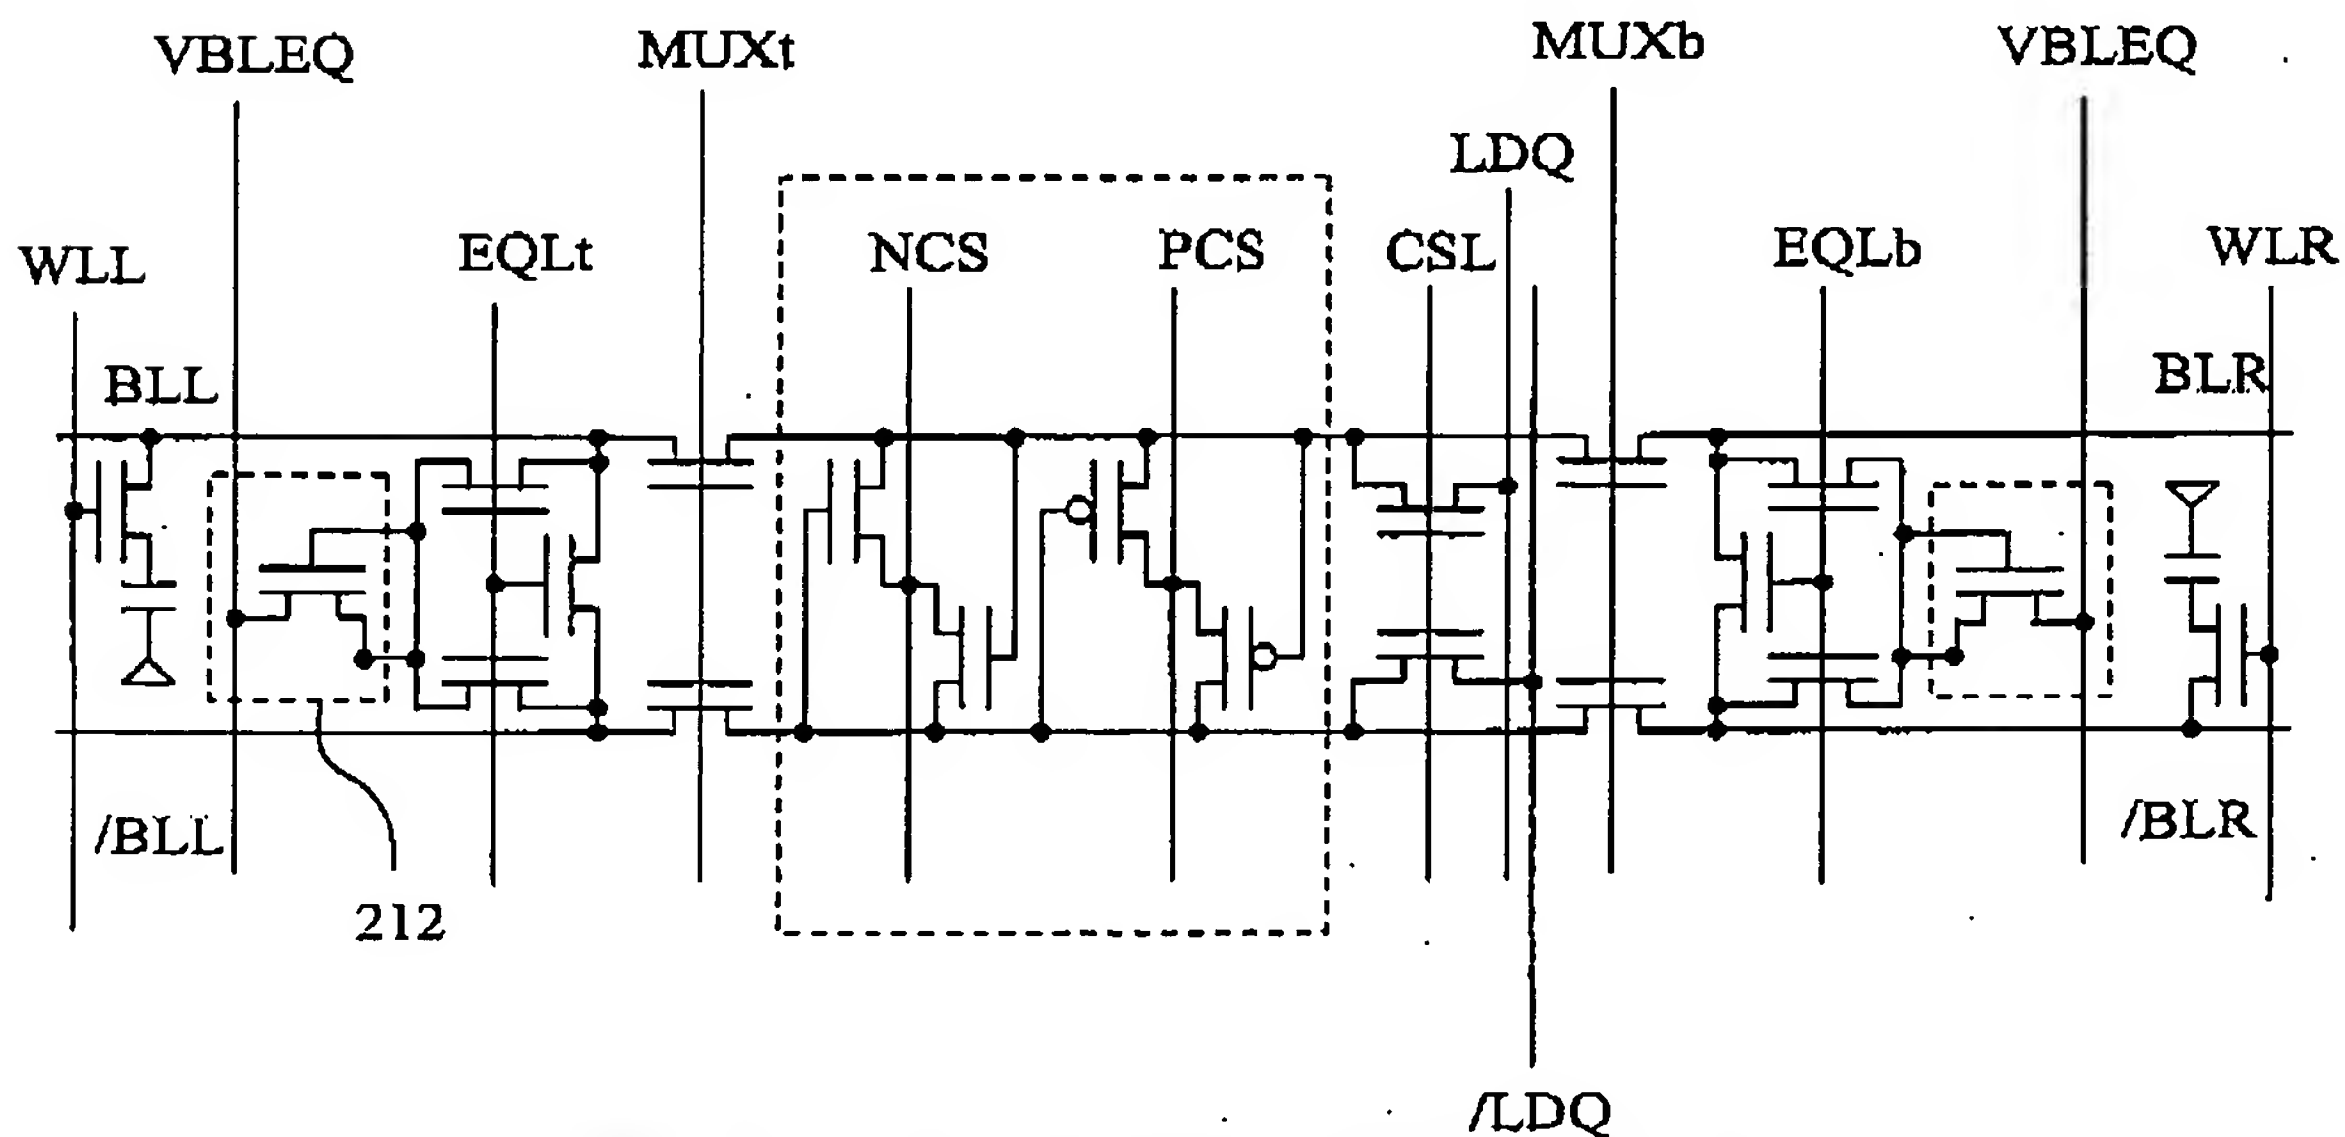 VBLEQ
MUXt
MUXb
VBLEQ
LDQ
WLL
EQLt
NCS
PCS
CSL
EQLb
WLR
BLL
BLR
/BLL
/BLR
212
/LDQ